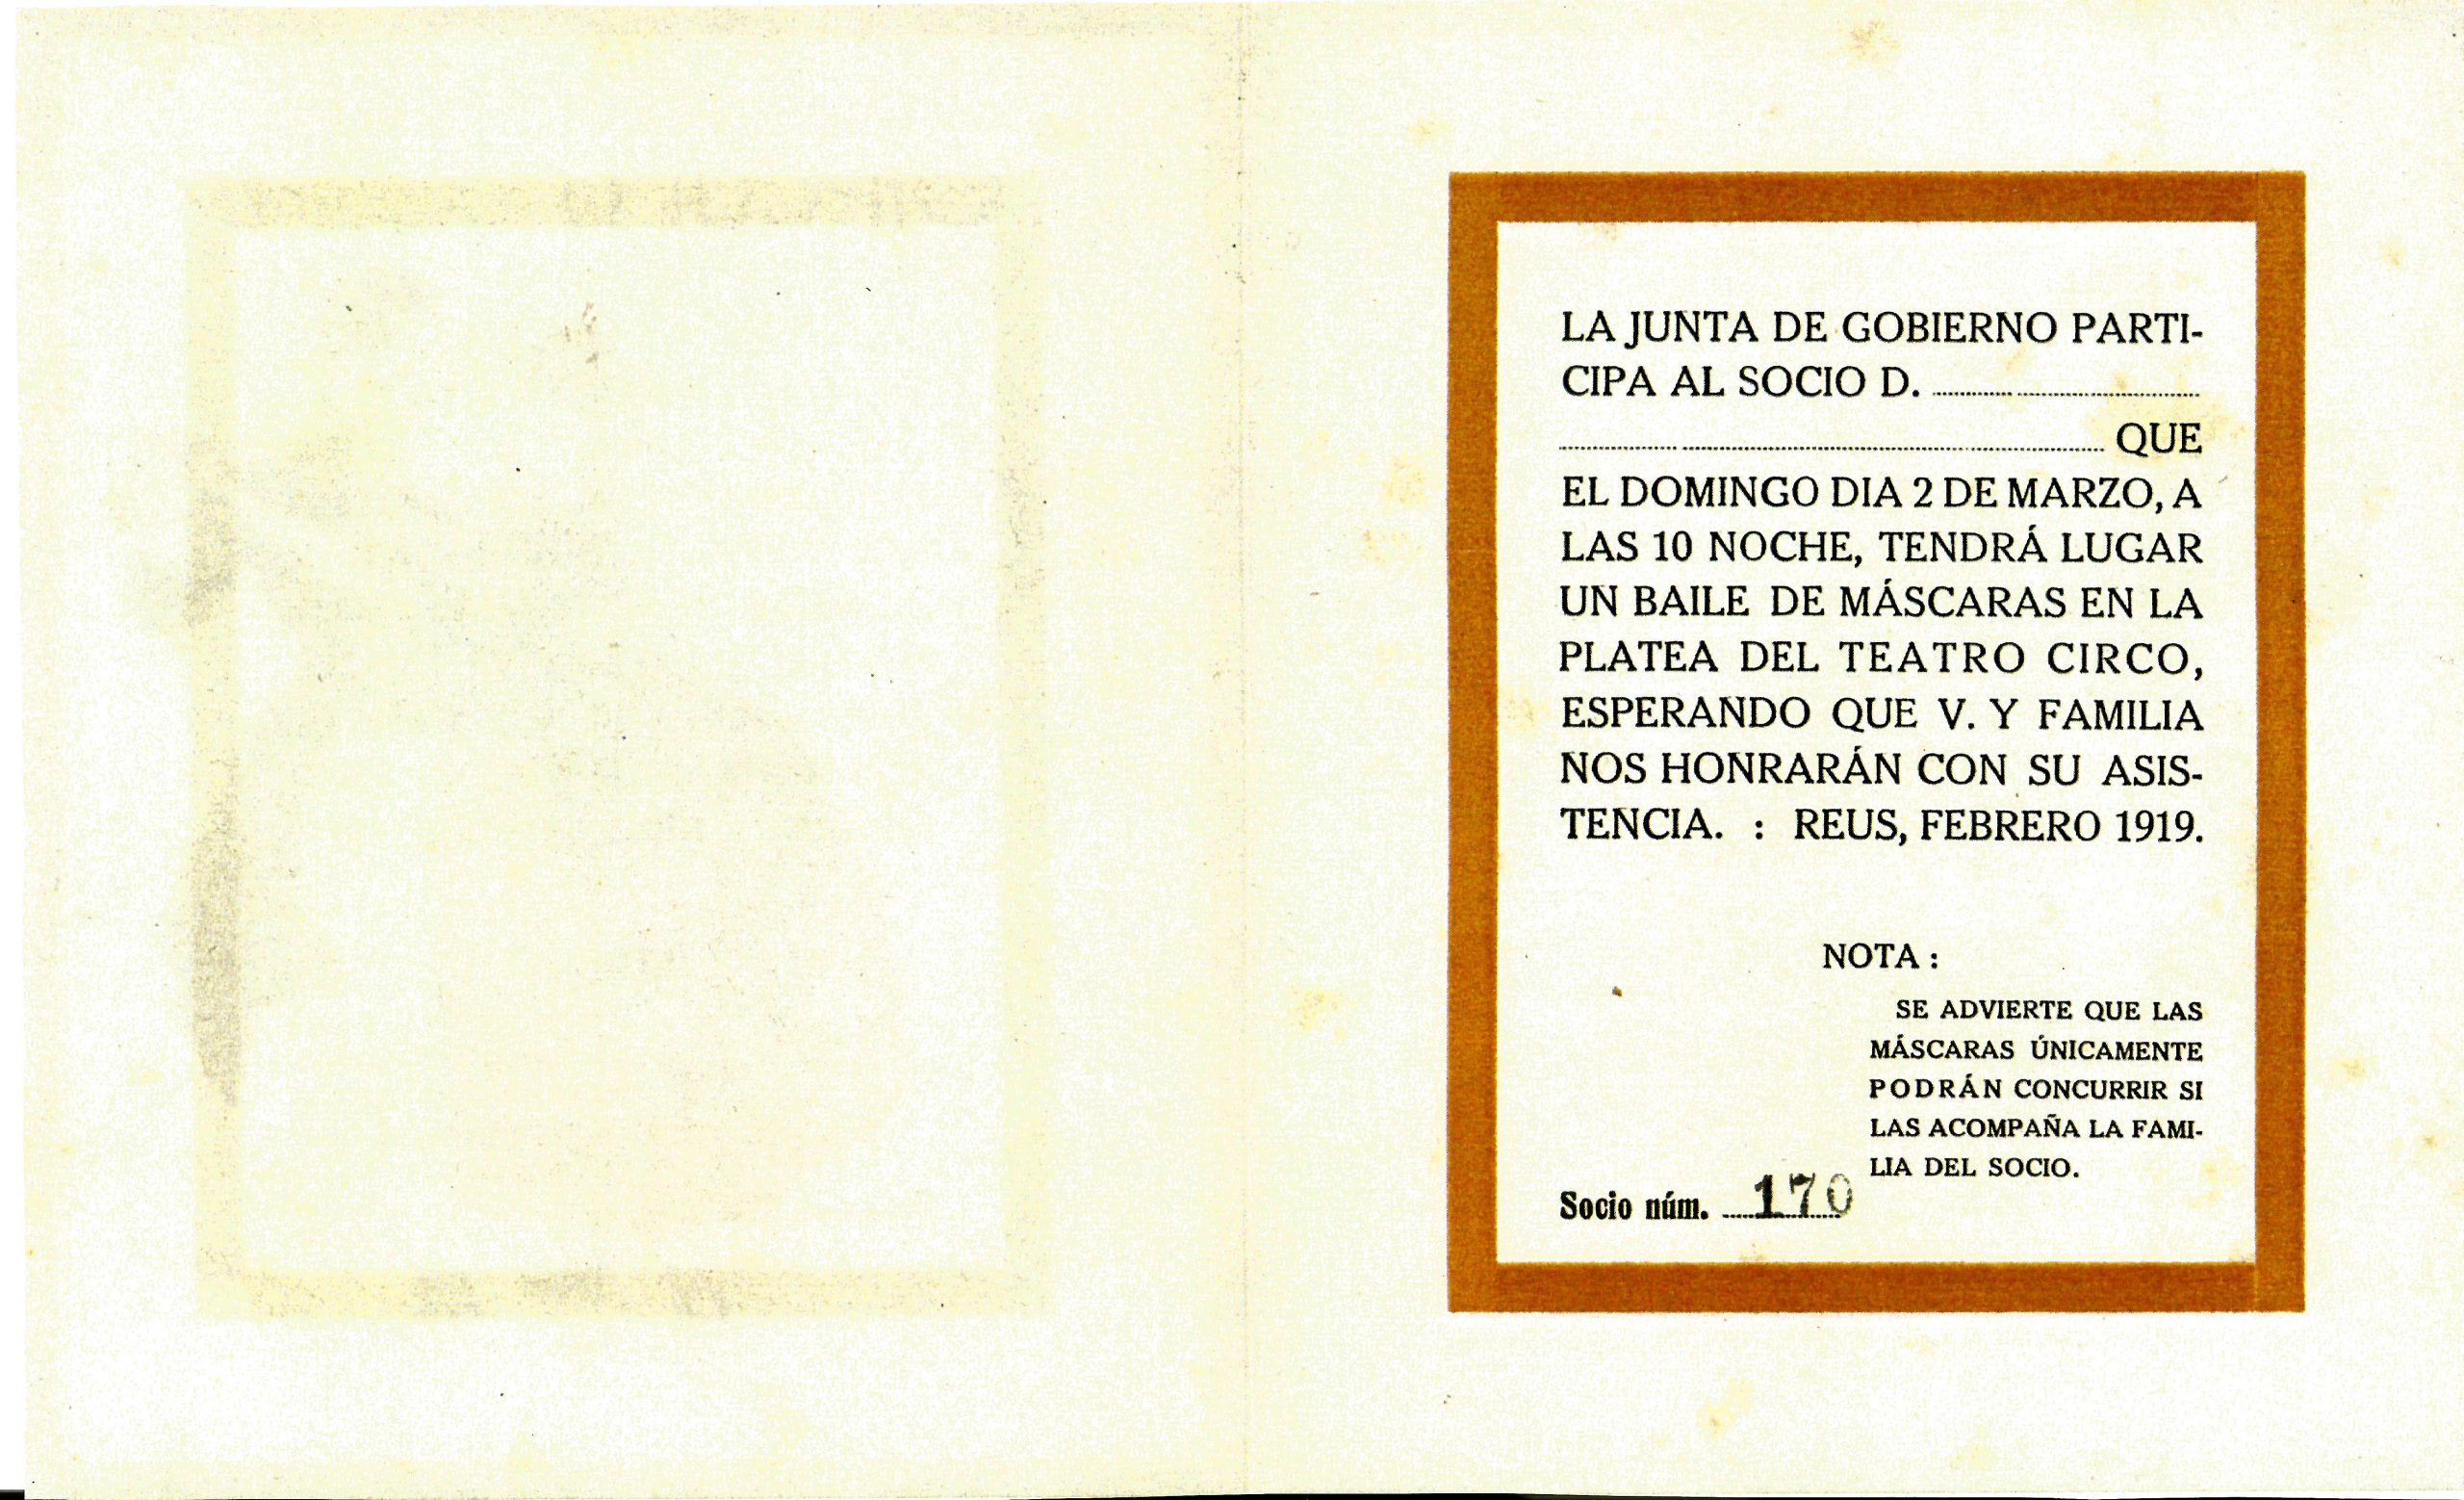 LA JUNTA DE GOBIERNO PARTI-
CIPA AL SOCIO D. ........................
........................ QUE
EL DOMINGO DIA 2 DE MARZO, A
LAS 10 NOCHE, TENDRÁ LUGAR
UN BAILE DE MÁSCARAS EN LA
PLATEA DEL TEATRO CIRCO,
ESPERANDO QUE V. Y FAMILIA
NOS HONRARÁN CON SU ASIS-
TENCIA. : REUS, FEBRERO 1919.
NOTA :
SE ADVIERTE QUE LAS
MÁSCARAS ÚNICAMENTE
PODRÁN CONCURRIR SI
LAS ACOMPAÑA LA FAMI-
LIA DEL SOCIO.
Socio núm. 170